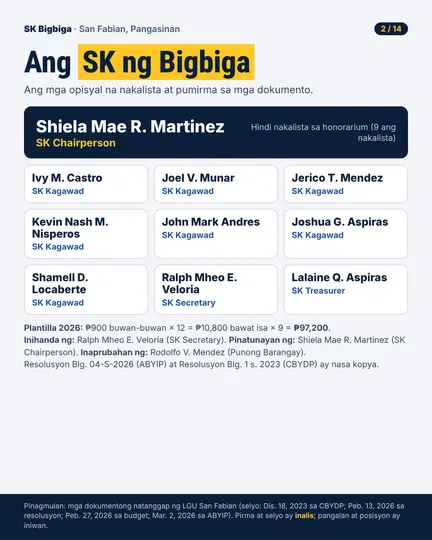 SK Bigbiga · San Fabian, Pangasinan
2 / 14
Ang SK ng Bigbiga
Ang mga opisyal na nakalista at pumirma sa mga dokumento.
Shiela Mae R. Martinez
SK Chairperson
Hindi nakalista sa honorarium (9 ang
nakalista)
Ivy M. Castro
SK Kagawad
Joel V. Munar
SK Kagawad
Jerico T. Mendez
SK Kagawad
Kevin Nash M.
Nisperos
SK Kagawad
John Mark Andres
SK Kagawad
Joshua G. Aspiras
SK Kagawad
Shamell D.
Locaberte
SK Kagawad
Ralph Mheo E.
Veloria
SK Secretary
Lalaine Q. Aspiras
SK Treasurer
Plantilla 2026: ₱900 buwan-buwan × 12 = ₱10,800 bawat isa × 9 = ₱97,200.
Inihanda ng: Ralph Mheo E. Veloria (SK Secretary). Pinatunayan ng: Shiela Mae R. Martinez (SK
Chairperson). Inaprubahan ng: Rodolfo V. Mendez (Punong Barangay).
Resolusyon Blg. 04-S-2026 (ABYIP) at Resolusyon Blg. 1 s. 2023 (CBYDP) ay nasa kopya.
Pinagmulan: mga dokumentong natanggap ng LGU San Fabian (selyo: Dis. 18, 2023 sa CBYDP; Peb. 13, 2026 sa
resolusyon; Peb. 27, 2026 sa budget; Mar. 2, 2026 sa ABYIP). Pirma at selyo ay inalis; pangalan at posisyon ay
iniwan.